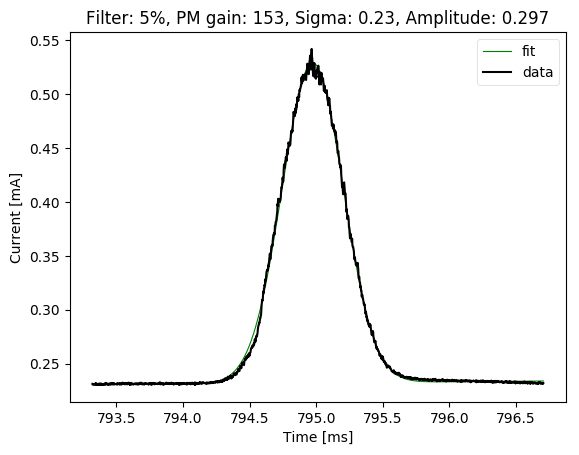 Filter: 5%, PM gain: 153, Sigma: 0.23, Amplitude: 0.297
fit
data
Current [mA]
0.55
0.50
0.45
0.40
0.35
0.30
0.25
793.5 794.0 794.5 795.0 795.5 796.0 796.5
Time [ms]